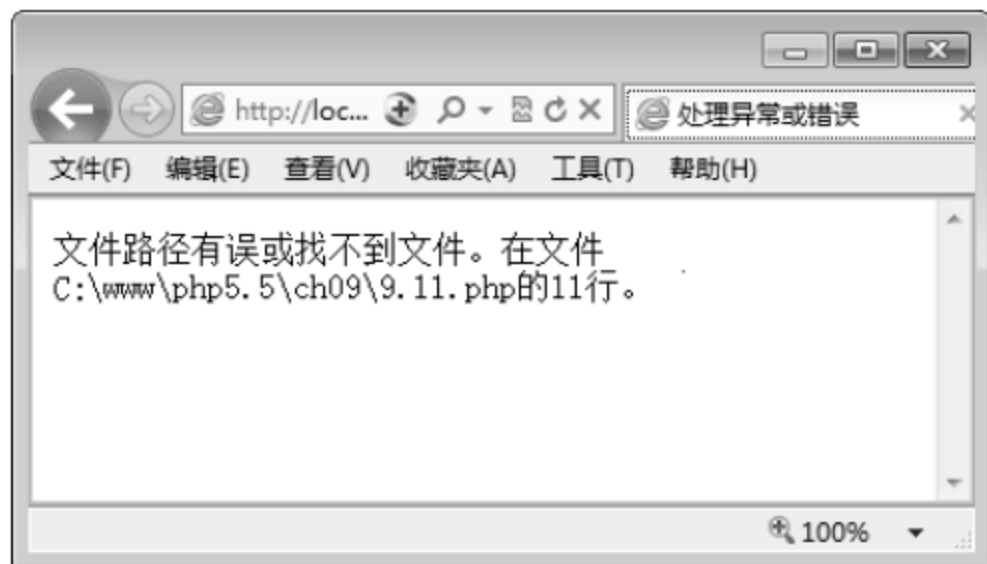 http://loc...
处理异常或错误
文件(F) 编辑(E) 查看(V) 收藏夹(A) 工具(T) 帮助(H)
文件路径有误或找不到文件。在文件
C:\www\php5.5\ch09\9.11.php的11行。
100%